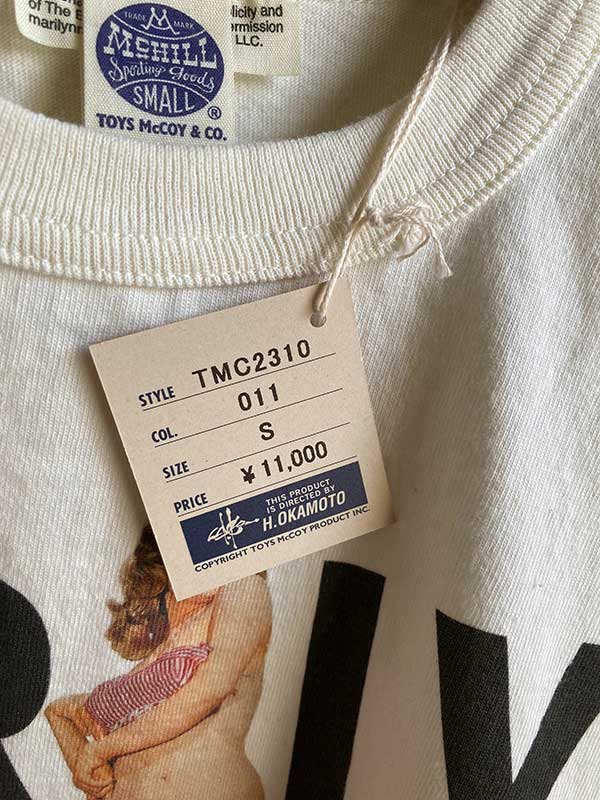 of The E
marilynm
licity and
rmission
LLC.
TRADE MARK
M
McHILL
Sporting Goods
SMALL
®
TOYS McCOY & CO.
STYLE TMC2310
COL. 011
SIZE S
PRICE ¥11,000
THIS PRODUCT
IS DIRECTED BY
H.OKAMOTO
COPYRIGHT TOYS McCOY PRODUCT INC.